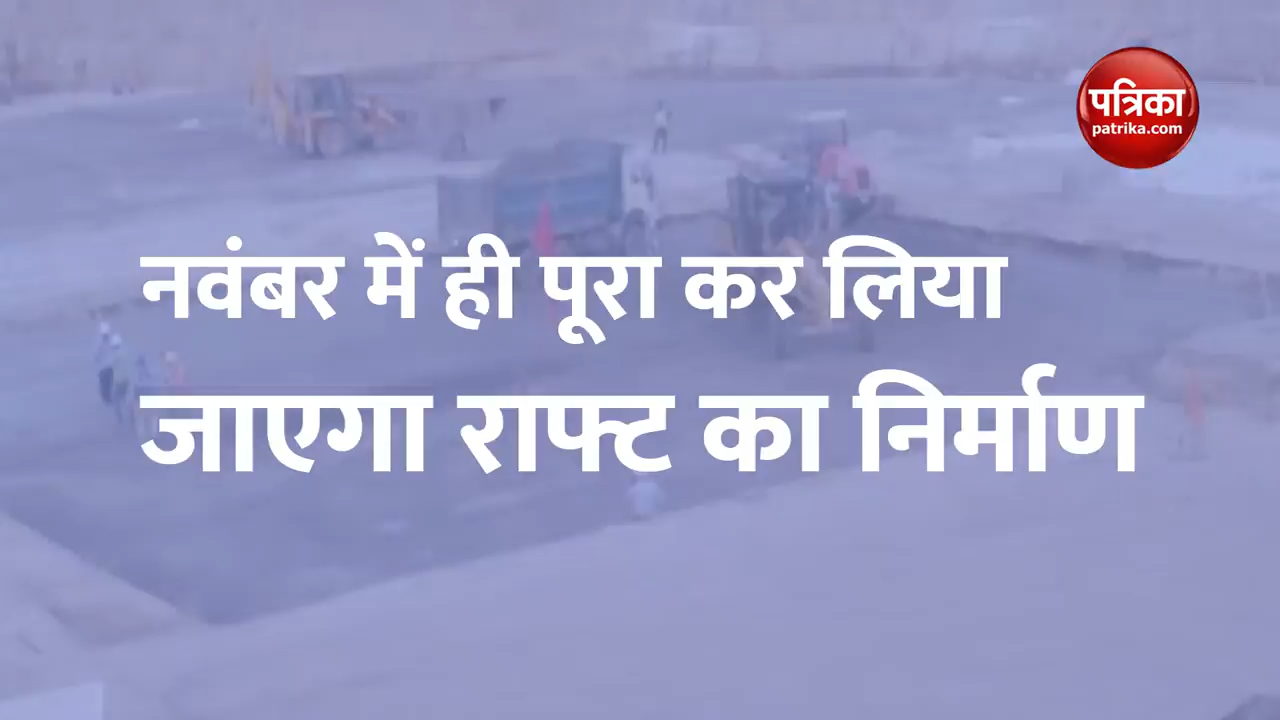 पत्रिका
patrika.com
नवंबर में ही पूरा कर लिया
जाएगा राफ्ट का निर्माण